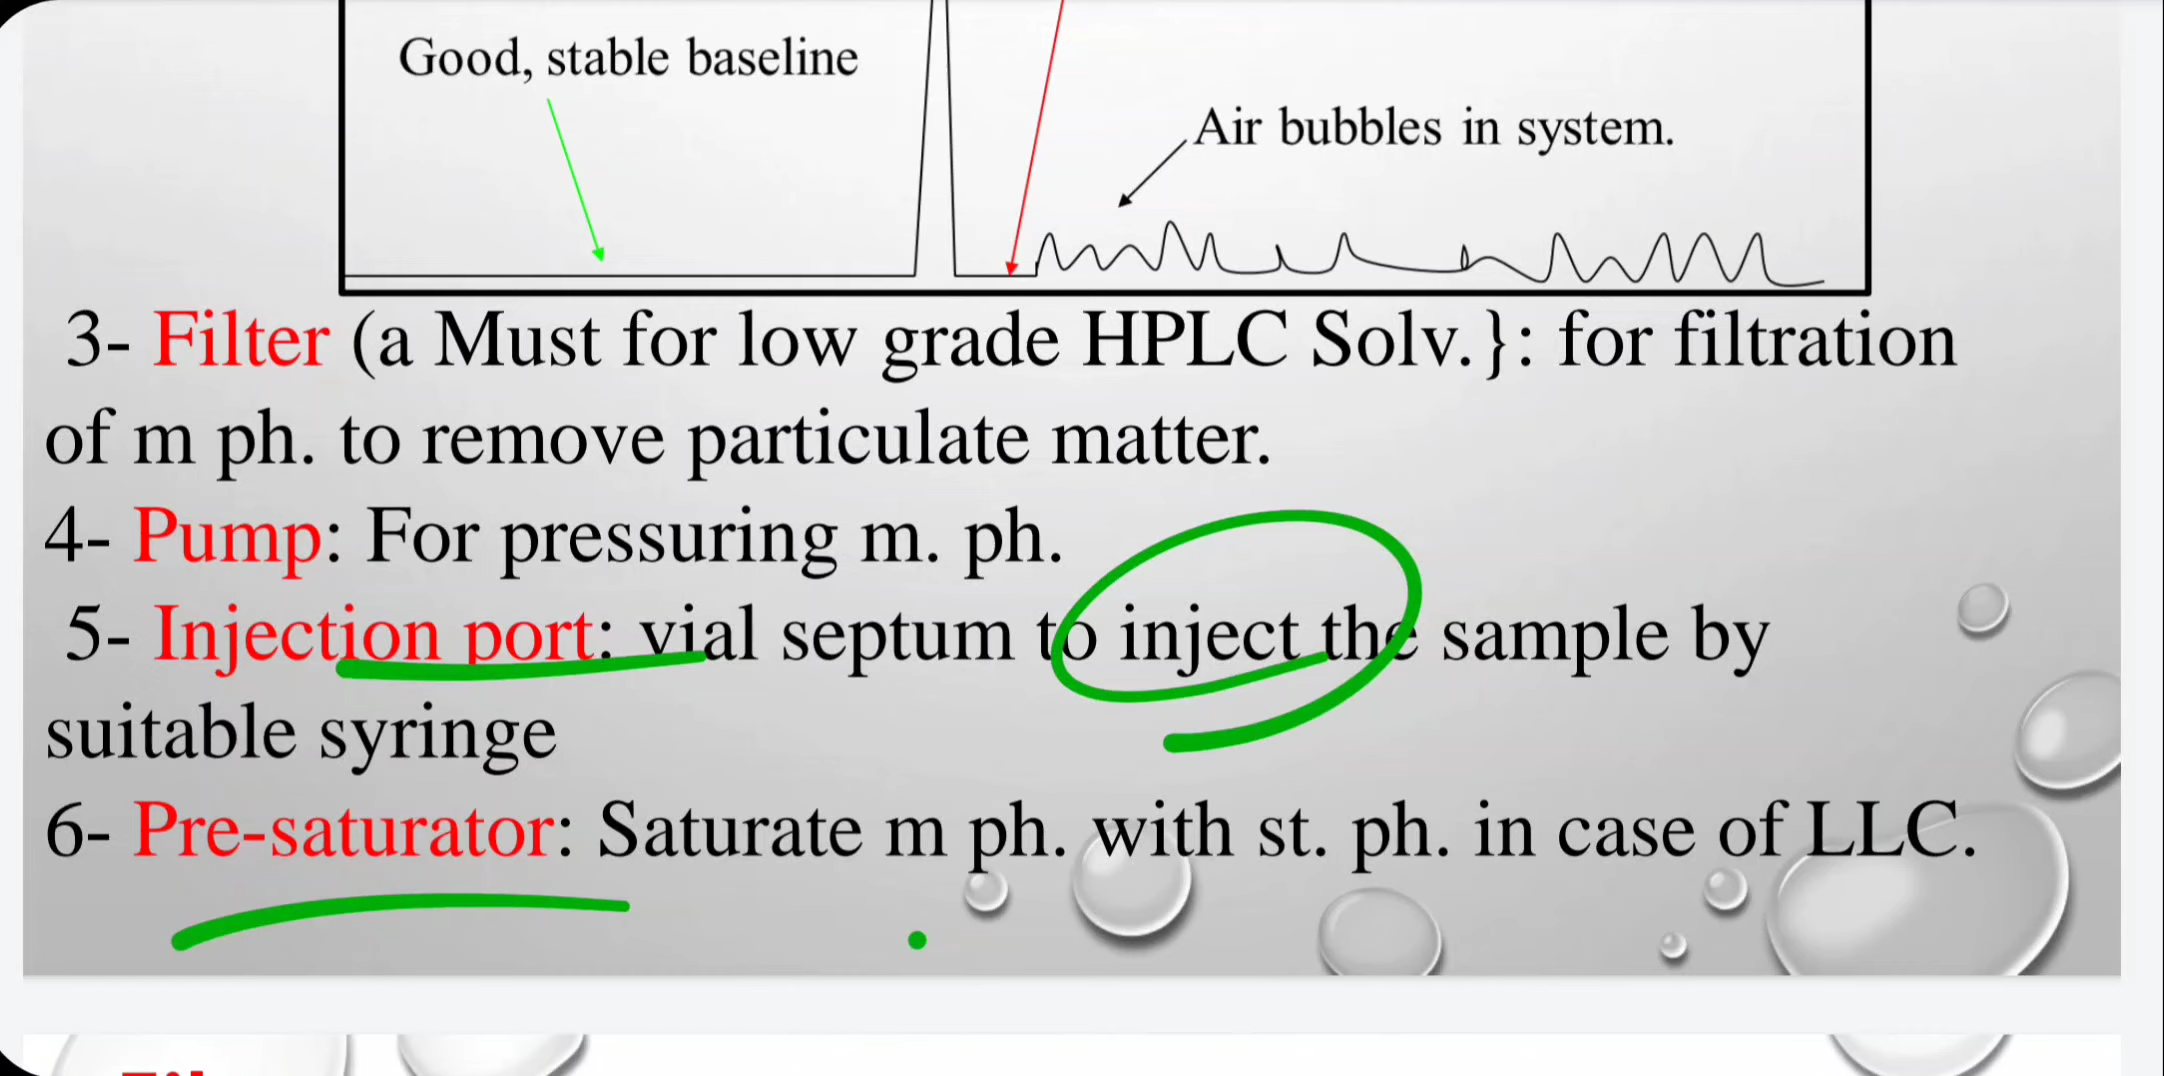 Good, stable baseline
Air bubbles in system.
3- Filter (a Must for low grade HPLC Solv.}: for filtration
of m ph. to remove particulate matter.
4- Pump: For pressuring m. ph.
5- Injection port: vial septum to inject the sample by
suitable syringe
6- Pre-saturator: Saturate m ph. with st. ph. in case of LLC.